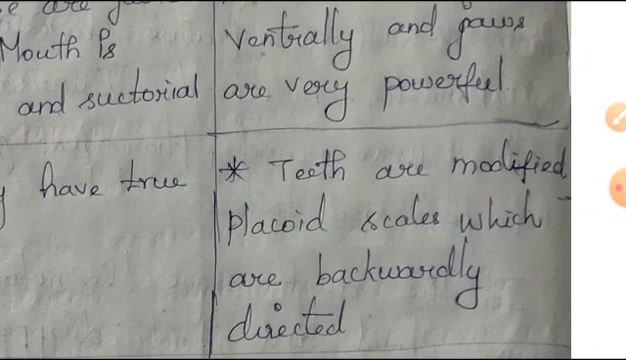 Mouth is
and suctorial
have true
Ventrally and jaws
are very powerful.
* Teeth are modified
placoid scales which
are backwardly
directed